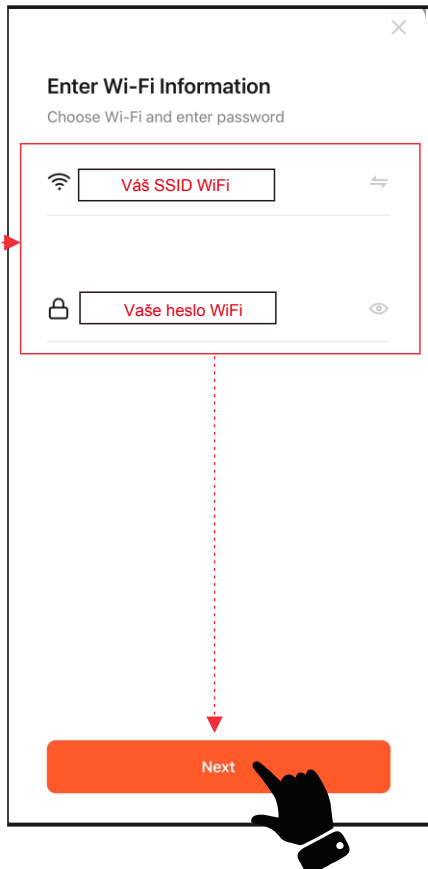 Enter Wi-Fi Information
Choose Wi-Fi and enter password
Váš SSID WiFi
Vaše heslo WiFi
Next